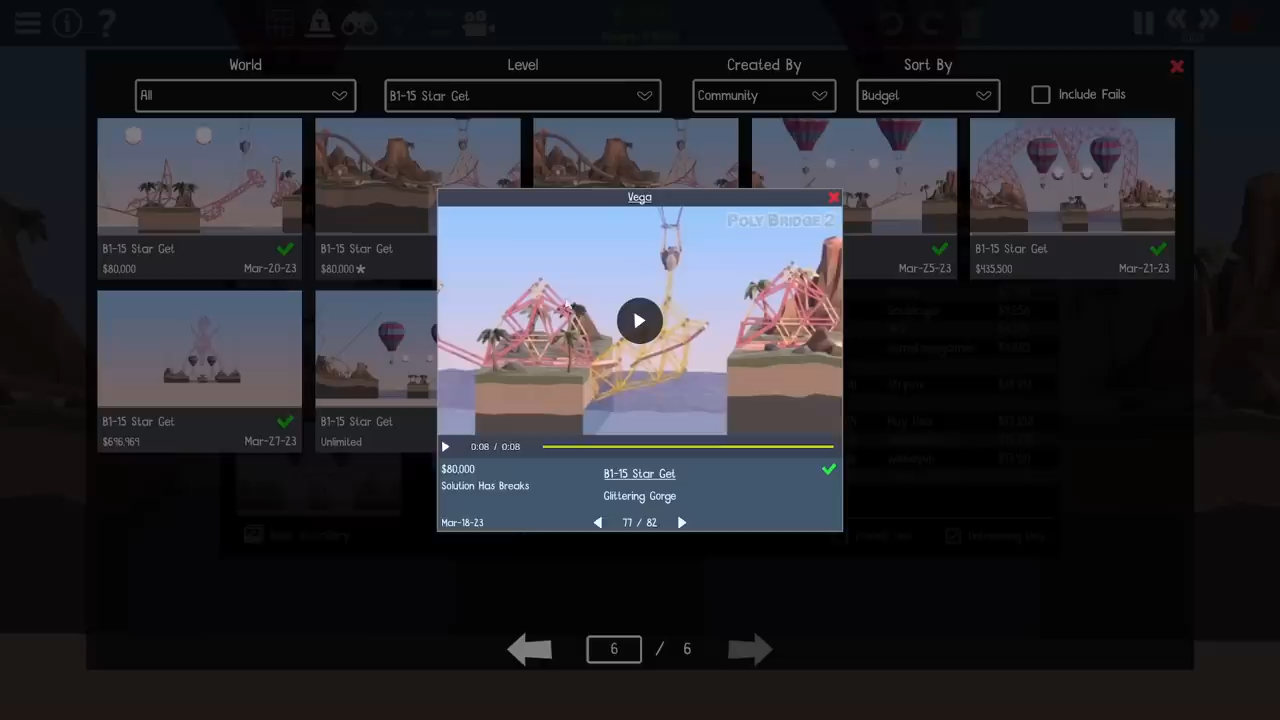 World
Level
Created By
Sort By
All
B1-15 Star Get
Community
Budget
Include Fails
B1-15 Star Get
$80,000
Mar-20-23
B1-15 Star Get
$80,000*
Mar-25-23
B1-15 Star Get
$435,500
Mar-21-23
B1-15 Star Get
$696,969
Mar-27-23
B1-15 Star Get
Unlimited
Vega
POLY BRIDGE 2
0:08 / 0:08
$80,000
B1-15 Star Get
Solution Has Breaks
Glittering Gorge
Mar-18-23
77 / 82
6 / 6